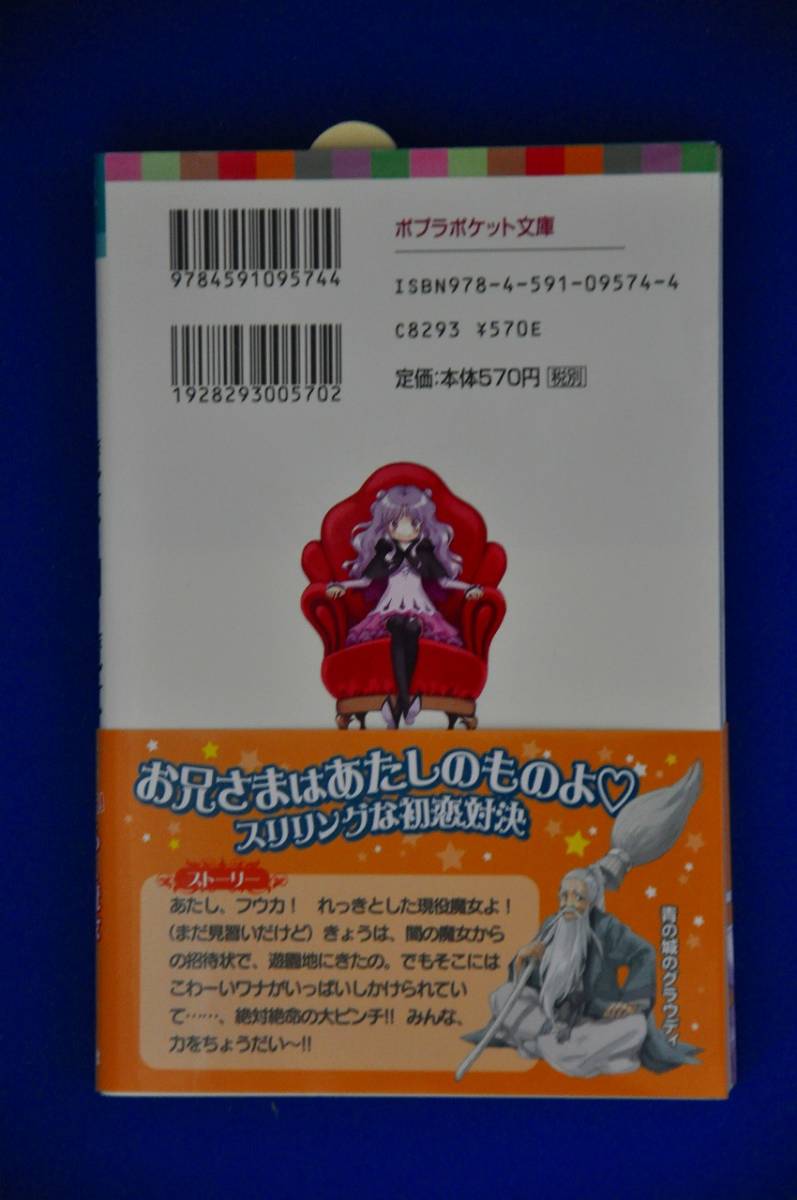 9784591095744
ポプラポケット文庫
ISBN978-4-591-09574-4
C8293 ¥570E
1928293005702
定価:本体570円 税別
お兄さまはあたしのものよ♡
スリリングな初恋対決
ストーリー
あたし、フウカ! れっきとした現役魔女よ!
(まだ見習いだけど) きょうは、闇の魔女から
の招待状で、遊園地にきたの。でもそこには
こわーいワナがいっぱいしかけられてい
て……、絶対絶命の大ピンチ!! みんな、
力をちょうだい〜!!
青の城のグラウディ